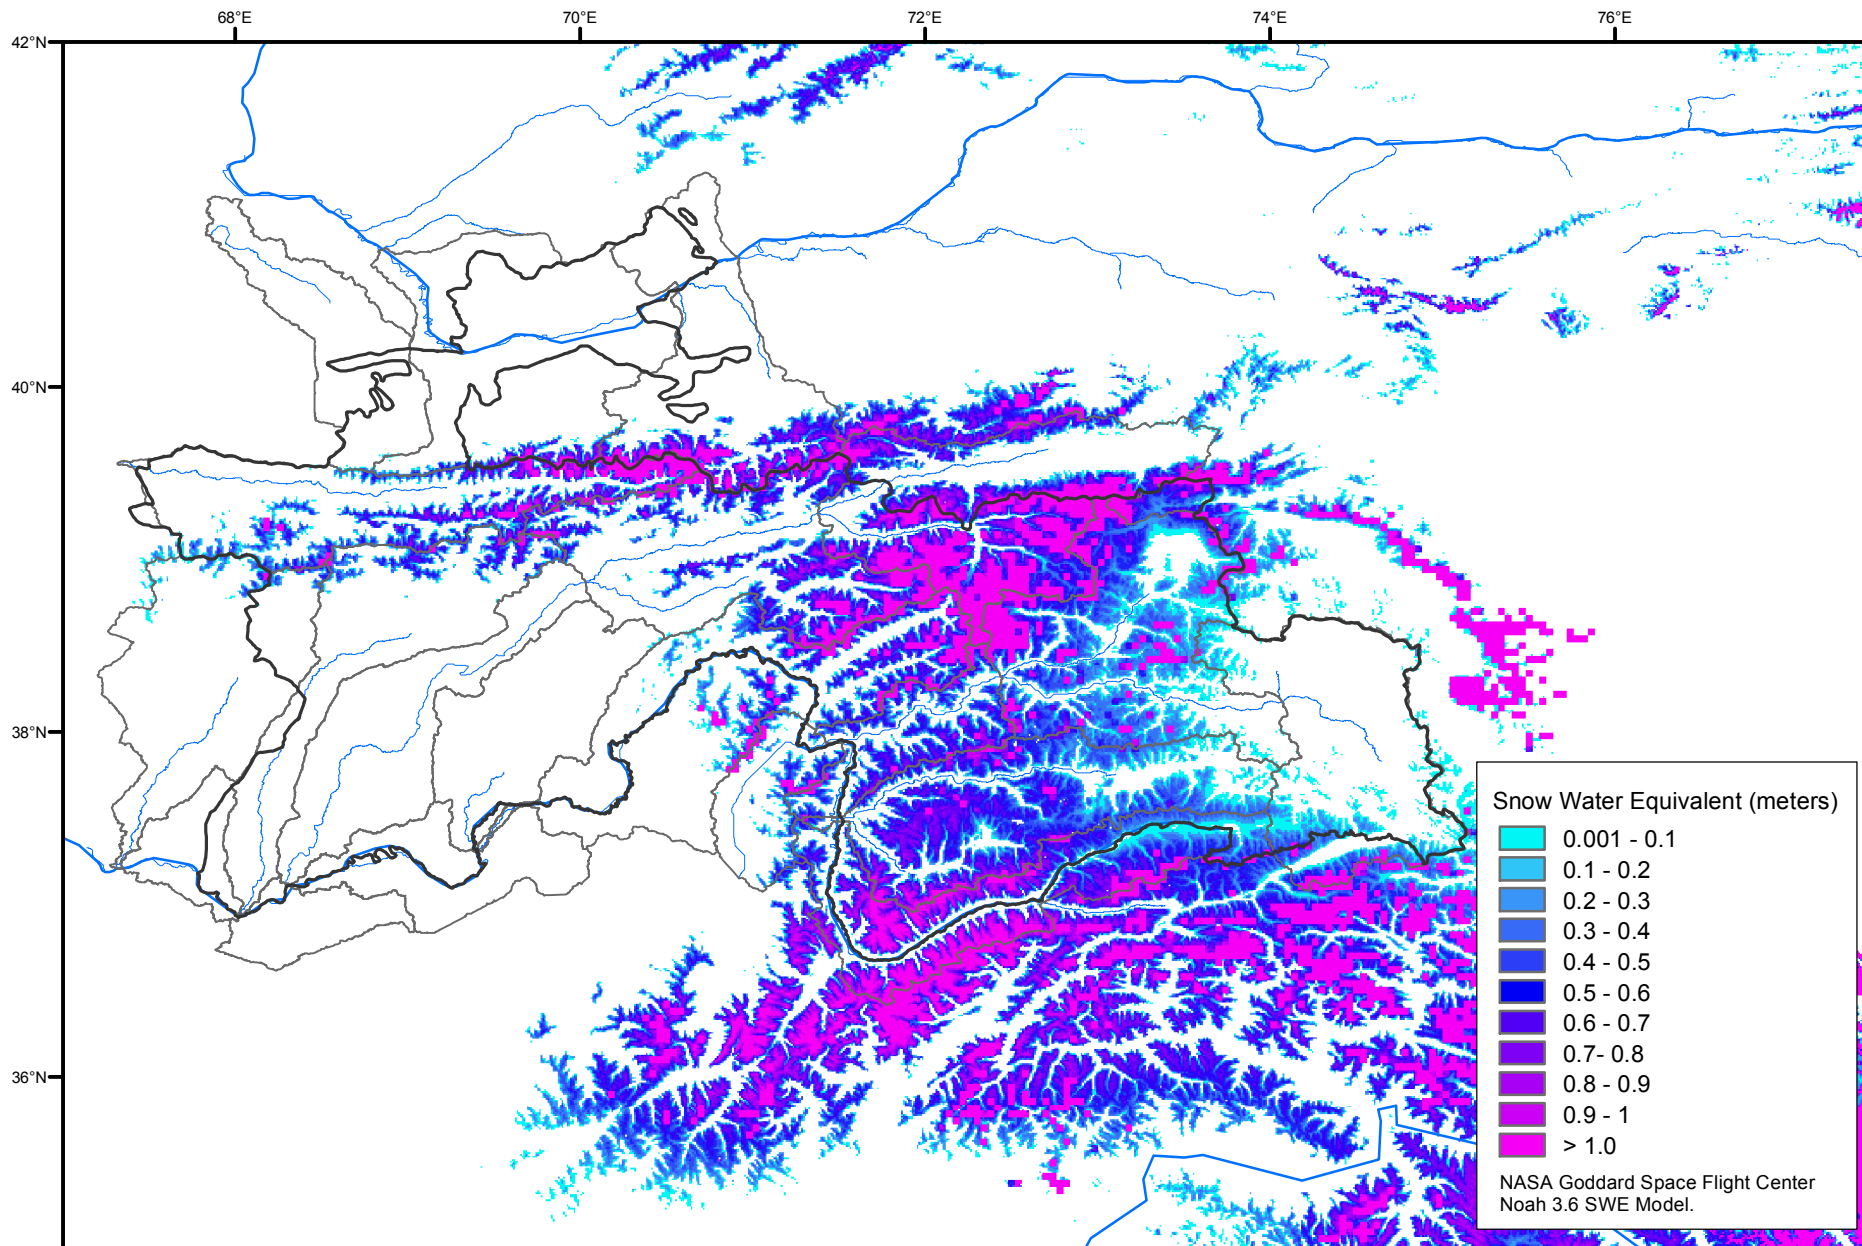 68°E 70°E 72°E 74°E 76°E
42°N
40°N
38°N
36°N
Snow Water Equivalent (meters)
0.001 - 0.1
0.1 - 0.2
0.2 - 0.3
0.3 - 0.4
0.4 - 0.5
0.5 - 0.6
0.6 - 0.7
0.7- 0.8
0.8 - 0.9
0.9 - 1
> 1.0
NASA Goddard Space Flight Center
Noah 3.6 SWE Model.